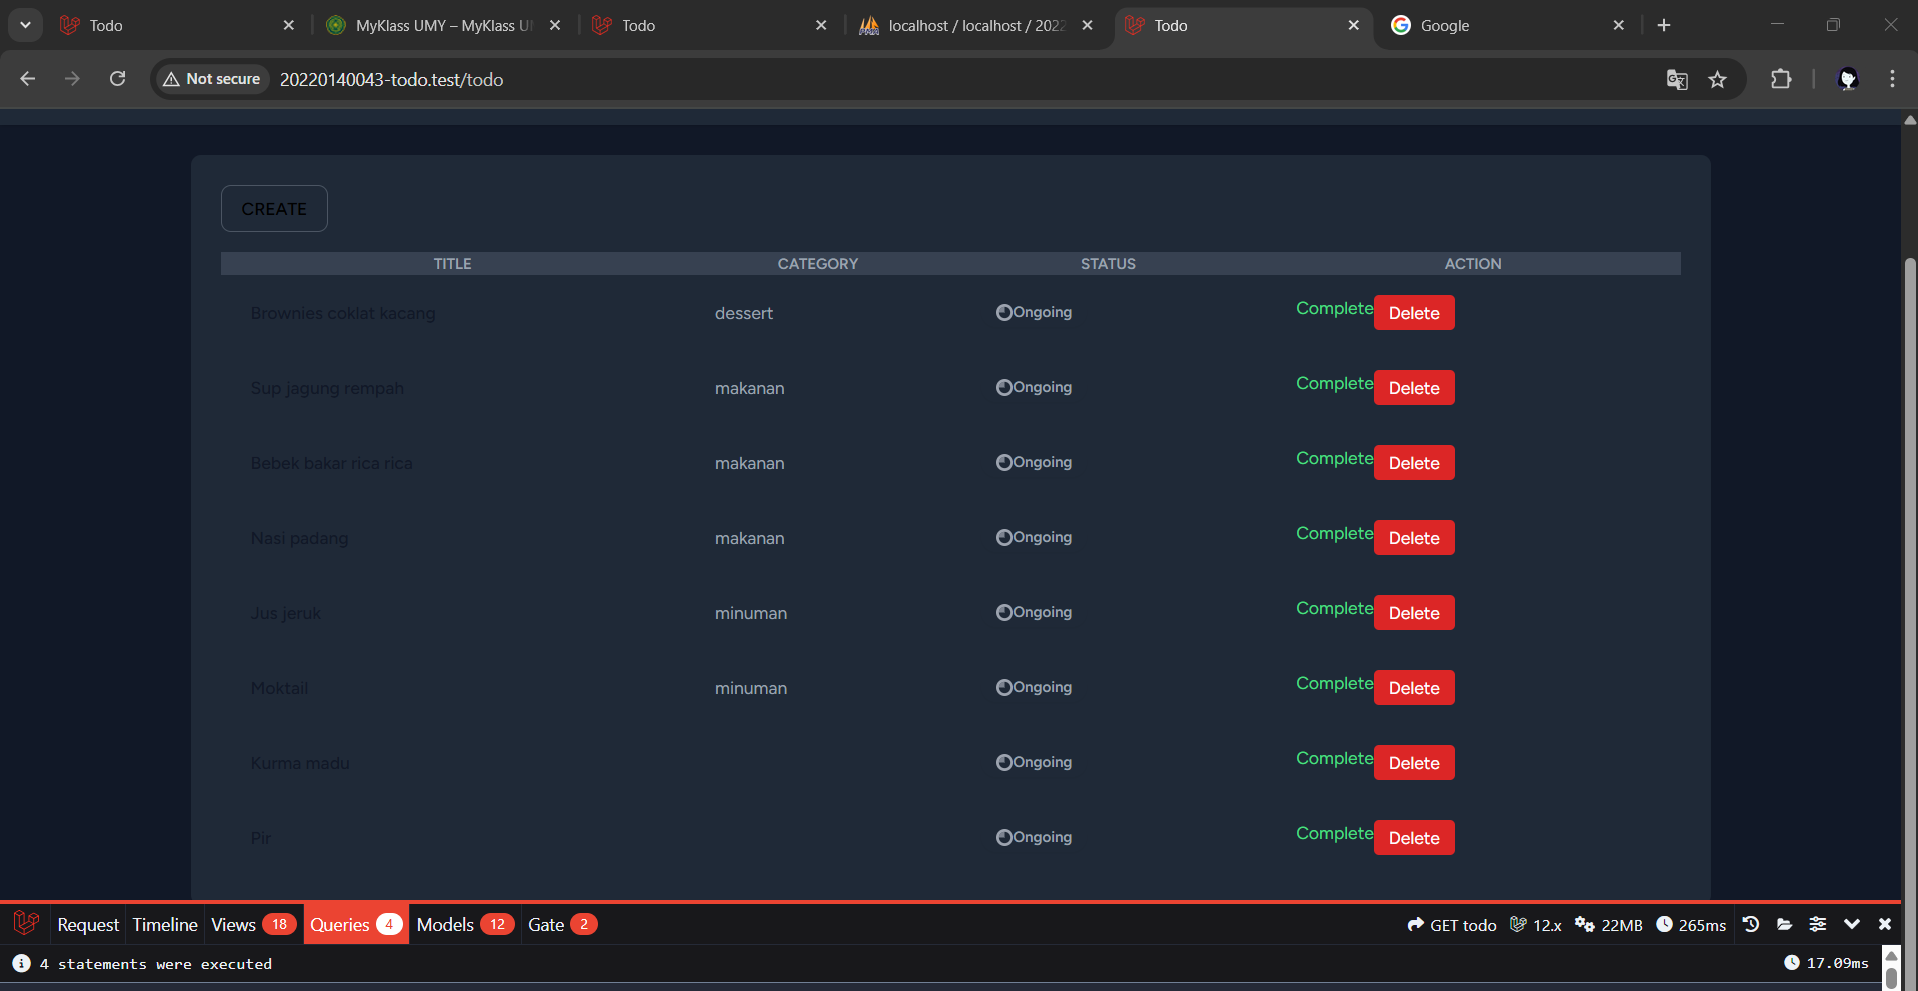 Todo
MyKlass UMY – MyKlass U
Todo
localhost / localhost / 2022
Todo
Google
Not secure
20220140043-todo.test/todo
CREATE
TITLE CATEGORY STATUS ACTION
Brownies coklat kacang dessert Ongoing Complete Delete
Sup jagung rempah makanan Ongoing Complete Delete
Bebek bakar rica rica makanan Ongoing Complete Delete
Nasi padang makanan Ongoing Complete Delete
Jus jeruk minuman Ongoing Complete Delete
Moktail minuman Ongoing Complete Delete
Kurma madu Ongoing Complete Delete
Pir Ongoing Complete Delete
Request Timeline Views 18 Queries 4 Models 12 Gate 2 GET todo 12.x 22MB 265ms
4 statements were executed 17.09ms